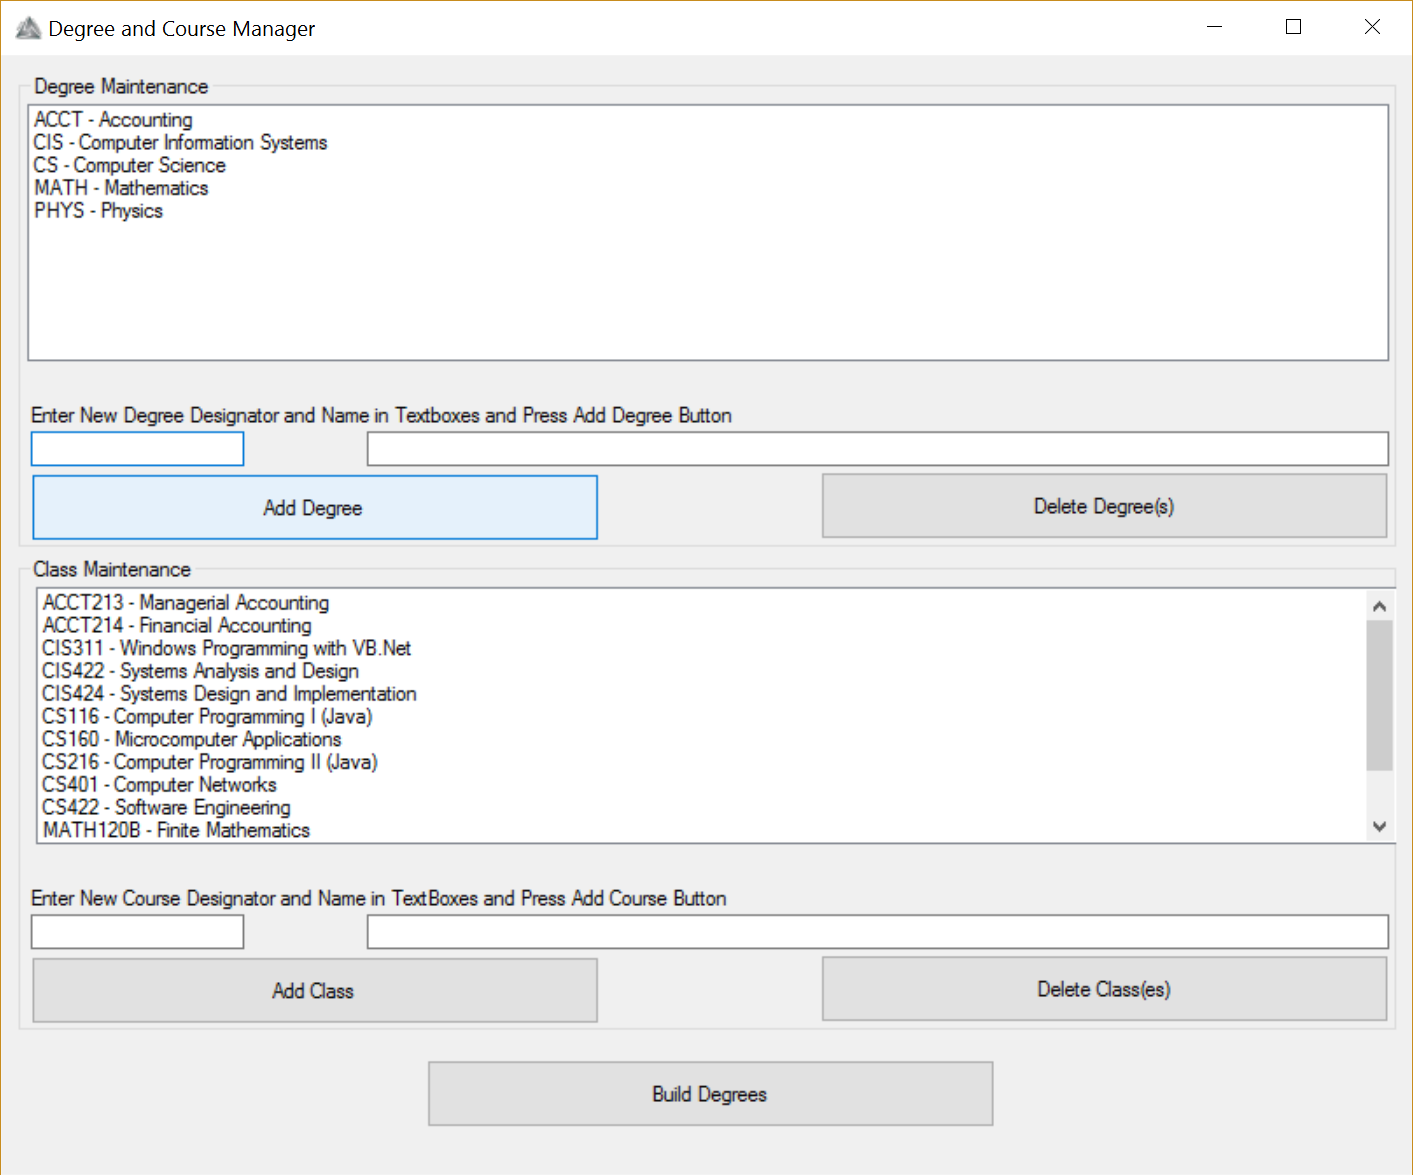 Degree and Course Manager
Degree Maintenance
ACCT - Accounting
CIS - Computer Information Systems
CS - Computer Science
MATH - Mathematics
PHYS - Physics
Enter New Degree Designator and Name in Textboxes and Press Add Degree Button
Add Degree
Delete Degree(s)
Class Maintenance
ACCT213 - Managerial Accounting
ACCT214 - Financial Accounting
CIS311 - Windows Programming with VB.Net
CIS422 - Systems Analysis and Design
CIS424 - Systems Design and Implementation
CS116 - Computer Programming I (Java)
CS160 - Microcomputer Applications
CS216 - Computer Programming II (Java)
CS401 - Computer Networks
CS422 - Software Engineering
MATH120B - Finite Mathematics
Enter New Course Designator and Name in TextBoxes and Press Add Course Button
Add Class
Delete Class(es)
Build Degrees